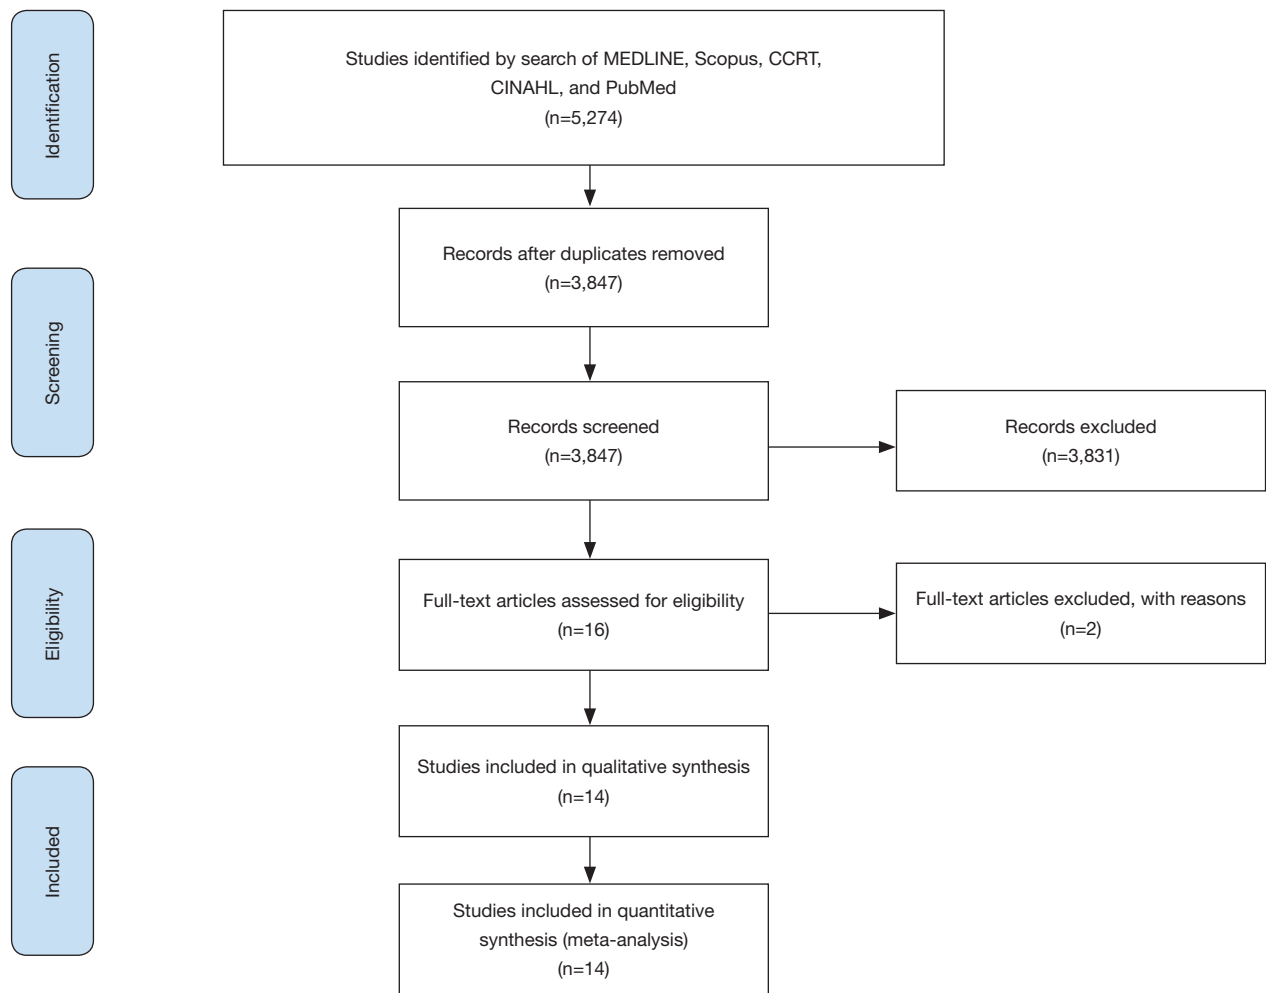 Identification
Studies identified by search of MEDLINE, Scopus, CCRT,
CINAHL, and PubMed
(n=5,274)
Records after duplicates removed
(n=3,847)
Screening
Records screened
(n=3,847)
Records excluded
(n=3,831)
Eligibility
Full-text articles assessed for eligibility
(n=16)
Full-text articles excluded, with reasons
(n=2)
Studies included in qualitative synthesis
(n=14)
Included
Studies included in quantitative
synthesis (meta-analysis)
(n=14)